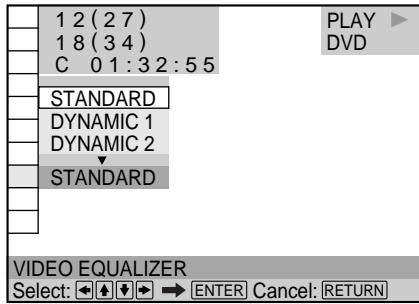 12(27)
18(34)
C 01:32:55
PLAY
DVD
STANDARD
DYNAMIC 1
DYNAMIC 2
STANDARD
VIDEO EQUALIZER
Select: ENTER Cancel: RETURN